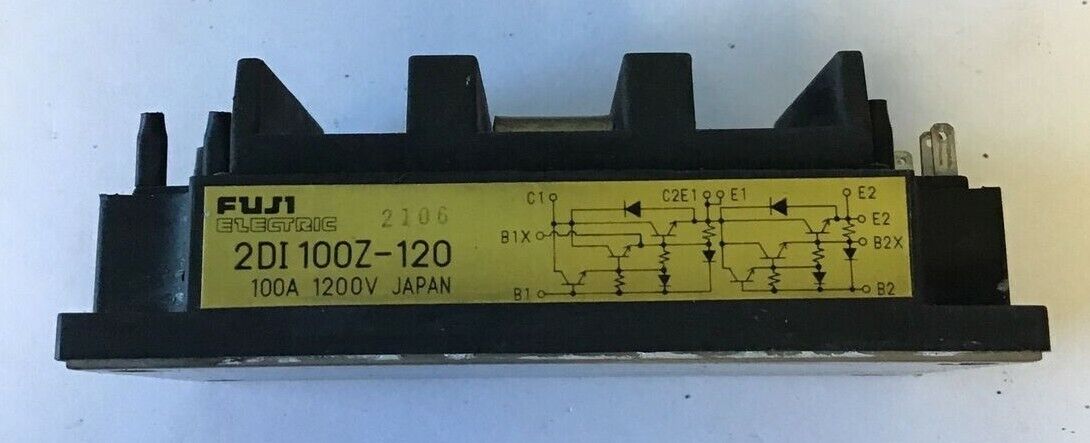 FUJI
ELECTRIC 2106
2DI 100Z-120
100A 1200V JAPAN
C1 C2E1 E1 E2
E2
B1X B2X
B1 B2